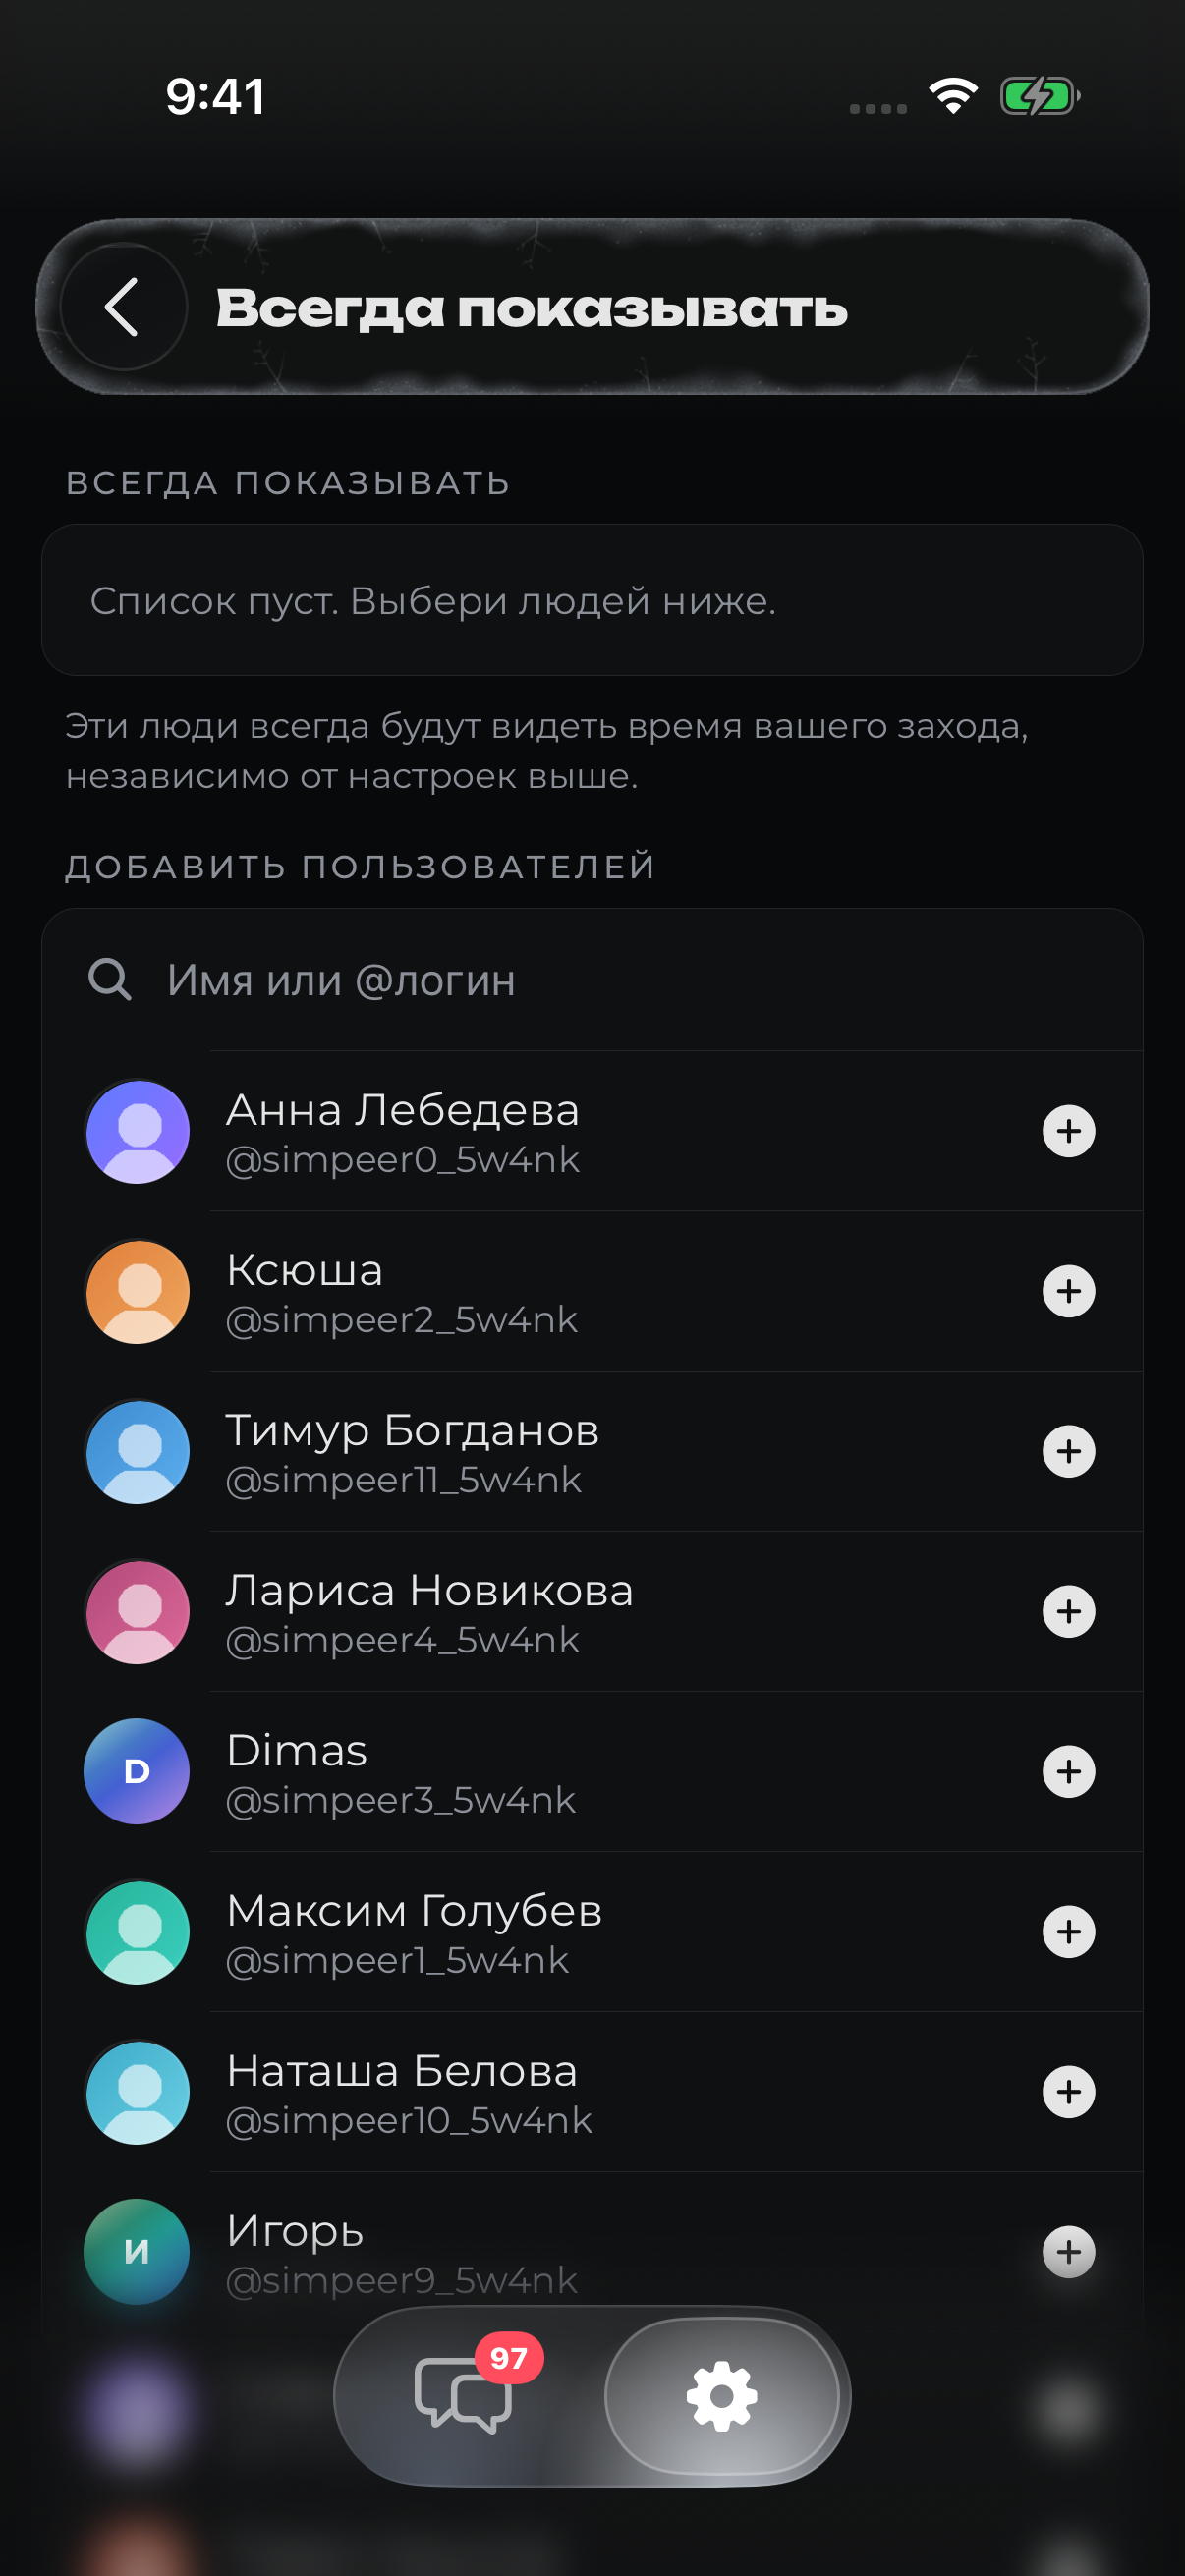 9:41
Всегда показывать
ВСЕГДА ПОКАЗЫВАТЬ
Список пуст. Выбери людей ниже.
Эти люди всегда будут видеть время вашего захода,
независимо от настроек выше.
ДОБАВИТЬ ПОЛЬЗОВАТЕЛЕЙ
Имя или @логин
Анна Лебедева
@simpeer0_5w4nk
Ксюша
@simpeer2_5w4nk
Тимур Богданов
@simpeer11_5w4nk
Лариса Новикова
@simpeer4_5w4nk
D
Dimas
@simpeer3_5w4nk
Максим Голубев
@simpeer1_5w4nk
Наташа Белова
@simpeer10_5w4nk
И
Игорь
@simpeer9_5w4nk
97